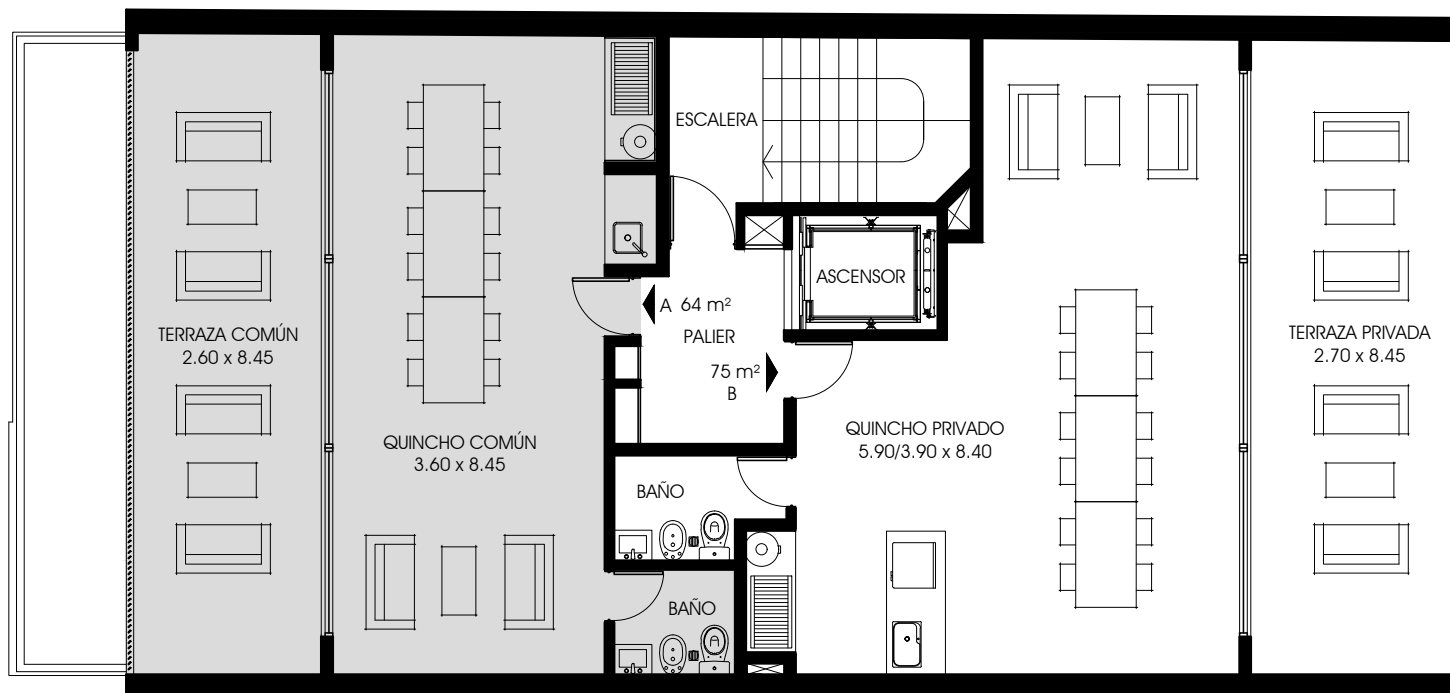 ESCALERA
ASCENSOR
A 64 m²
PALIER
75 m²
B
TERRAZA COMÚN
2.60 x 8.45
QUINCHO COMÚN
3.60 x 8.45
QUINCHO PRIVADO
5.90/3.90 x 8.40
TERRAZA PRIVADA
2.70 x 8.45
BAÑO
BAÑO